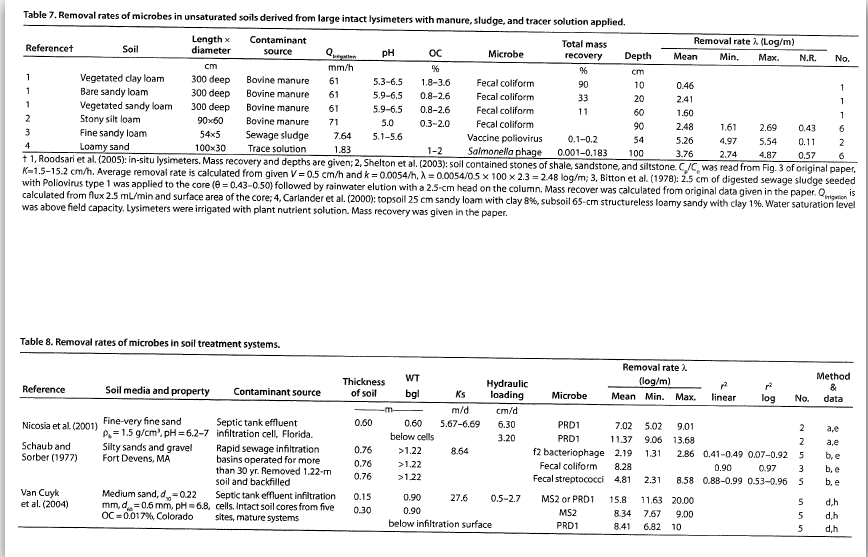 Table 7. Removal rates of microbes in unsaturated soils derived from large intact lysimeters with manure, sludge, and tracer solution applied.
Reference† Soil Length × diameter Contaminant source Qirrigation pH OC Microbe Total mass recovery Depth Removal rate λ (Log/m) Mean Min. Max. N.R. No.
cm mm/h % % cm
1 Vegetated clay loam 300 deep Bovine manure 61 5.3–6.5 1.8–3.6 Fecal coliform 90 10 0.46 1
1 Bare sandy loam 300 deep Bovine manure 61 5.9–6.5 0.8–2.6 Fecal coliform 33 20 2.41 1
1 Vegetated sandy loam 300 deep Bovine manure 61 5.9–6.5 0.8–2.6 Fecal coliform 11 60 1.60 1
2 Stony silt loam 90×60 Bovine manure 71 5.0 0.3–2.0 Fecal coliform 90 2.48 1.61 2.69 0.43 6
3 Fine sandy loam 54×5 Sewage sludge 7.64 5.1–5.6 Vaccine poliovirus 0.1–0.2 54 5.26 4.97 5.54 0.11 2
4 Loamy sand 100×30 Trace solution 1.83 1–2 Salmonella phage 0.001–0.183 100 3.76 2.74 4.87 0.57 6
† 1, Roodsari et al. (2005): in-situ lysimeters. Mass recovery and depths are given; 2, Shelton et al. (2003): soil contained stones of shale, sandstone, and siltstone. C/C₀ was read from Fig. 3 of original paper,
K=1.5–15.2 cm/h. Average removal rate is calculated from given V = 0.5 cm/h and k = 0.0054/h, λ = 0.0054/0.5 × 100 × 2.3 = 2.48 log/m; 3, Bitton et al. (1978): 2.5 cm of digested sewage sludge seeded
with Poliovirus type 1 was applied to the core (θ = 0.43–0.50) followed by rainwater elution with a 2.5-cm head on the column. Mass recover was calculated from original data given in the paper. Qirrigation is
calculated from flux 2.5 mL/min and surface area of the core; 4, Carlander et al. (2000): topsoil 25 cm sandy loam with clay 8%, subsoil 65-cm structureless loamy sandy with clay 1%. Water saturation level
was above field capacity. Lysimeters were irrigated with plant nutrient solution. Mass recovery was given in the paper.
Table 8. Removal rates of microbes in soil treatment systems.
Reference Soil media and property Contaminant source Thickness of soil WT bgl Ks Hydraulic loading Microbe Removal rate λ (log/m) Mean Min. Max. r² linear r² log No. Method & data
m m/d cm/d
Nicosia et al. (2001) Fine-very fine sand Septic tank effluent 0.60 0.60 5.67–6.69 6.30 PRD1 7.02 5.02 9.01 2 a,e
ρb = 1.5 g/cm³, pH = 6.2–7 infiltration cell, Florida. below cells 3.20 PRD1 11.37 9.06 13.68 2 a,e
Schaub and Silty sands and gravel Rapid sewage infiltration 0.76 >1.22 8.64 f2 bacteriophage 2.19 1.31 2.86 0.41–0.49 0.07–0.92 5 b, e
Sorber (1977) Fort Devens, MA basins operated for more 0.76 >1.22 Fecal coliform 8.28 0.90 0.97 3 b, e
than 30 yr. Removed 1.22-m 0.76 >1.22 Fecal streptococci 4.81 2.31 8.58 0.88–0.99 0.53–0.96 5 b, e
soil and backfilled
Van Cuyk Medium sand, d10 = 0.22 Septic tank effluent infiltration 0.15 0.90 27.6 0.5–2.7 MS2 or PRD1 15.8 11.63 20.00 5 d,h
et al. (2004) mm, d60 = 0.6 mm, pH = 6.8, cells. Intact soil cores from five 0.30 0.90 MS2 8.34 7.67 9.00 5 d,h
OC = 0.017%, Colorado sites, mature systems below infiltration surface PRD1 8.41 6.82 10 5 d,h